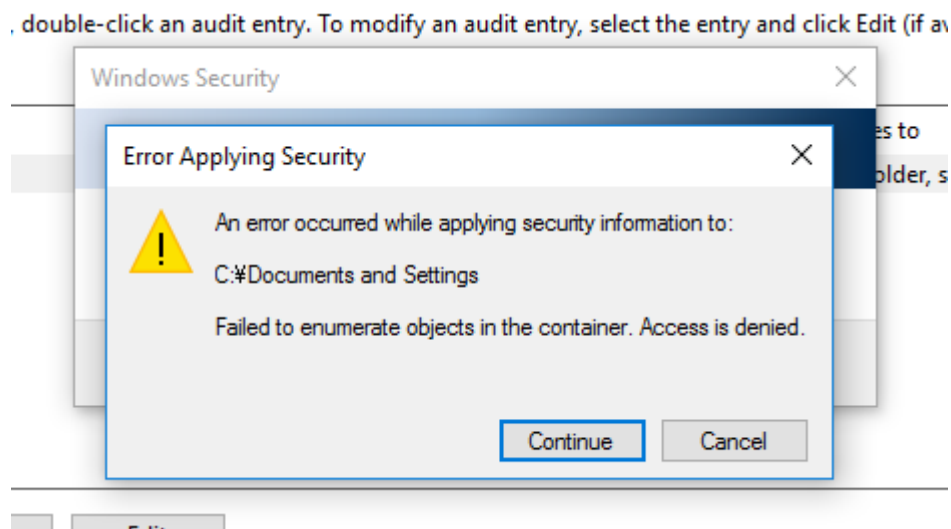 , double-click an audit entry. To modify an audit entry, select the entry and click Edit (if av
Windows Security
es to
Error Applying Security
older, s
An error occurred while applying security information to:
C:¥Documents and Settings
Failed to enumerate objects in the container. Access is denied.
Continue
Cancel